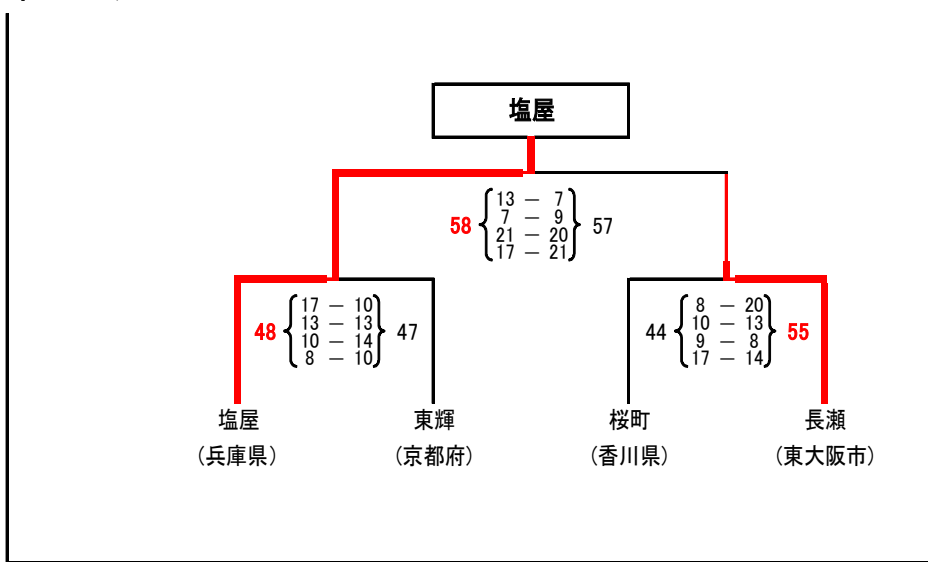 塩屋
58 13 － 7 57
7 － 9
21 － 20
17 － 21
48 17 － 10 47
13 － 13
10 － 14
8 － 10
44 8 － 20 55
10 － 13
9 － 8
17 － 14
塩屋 東輝 桜町 長瀬
（兵庫県） （京都府） （香川県） （東大阪市）